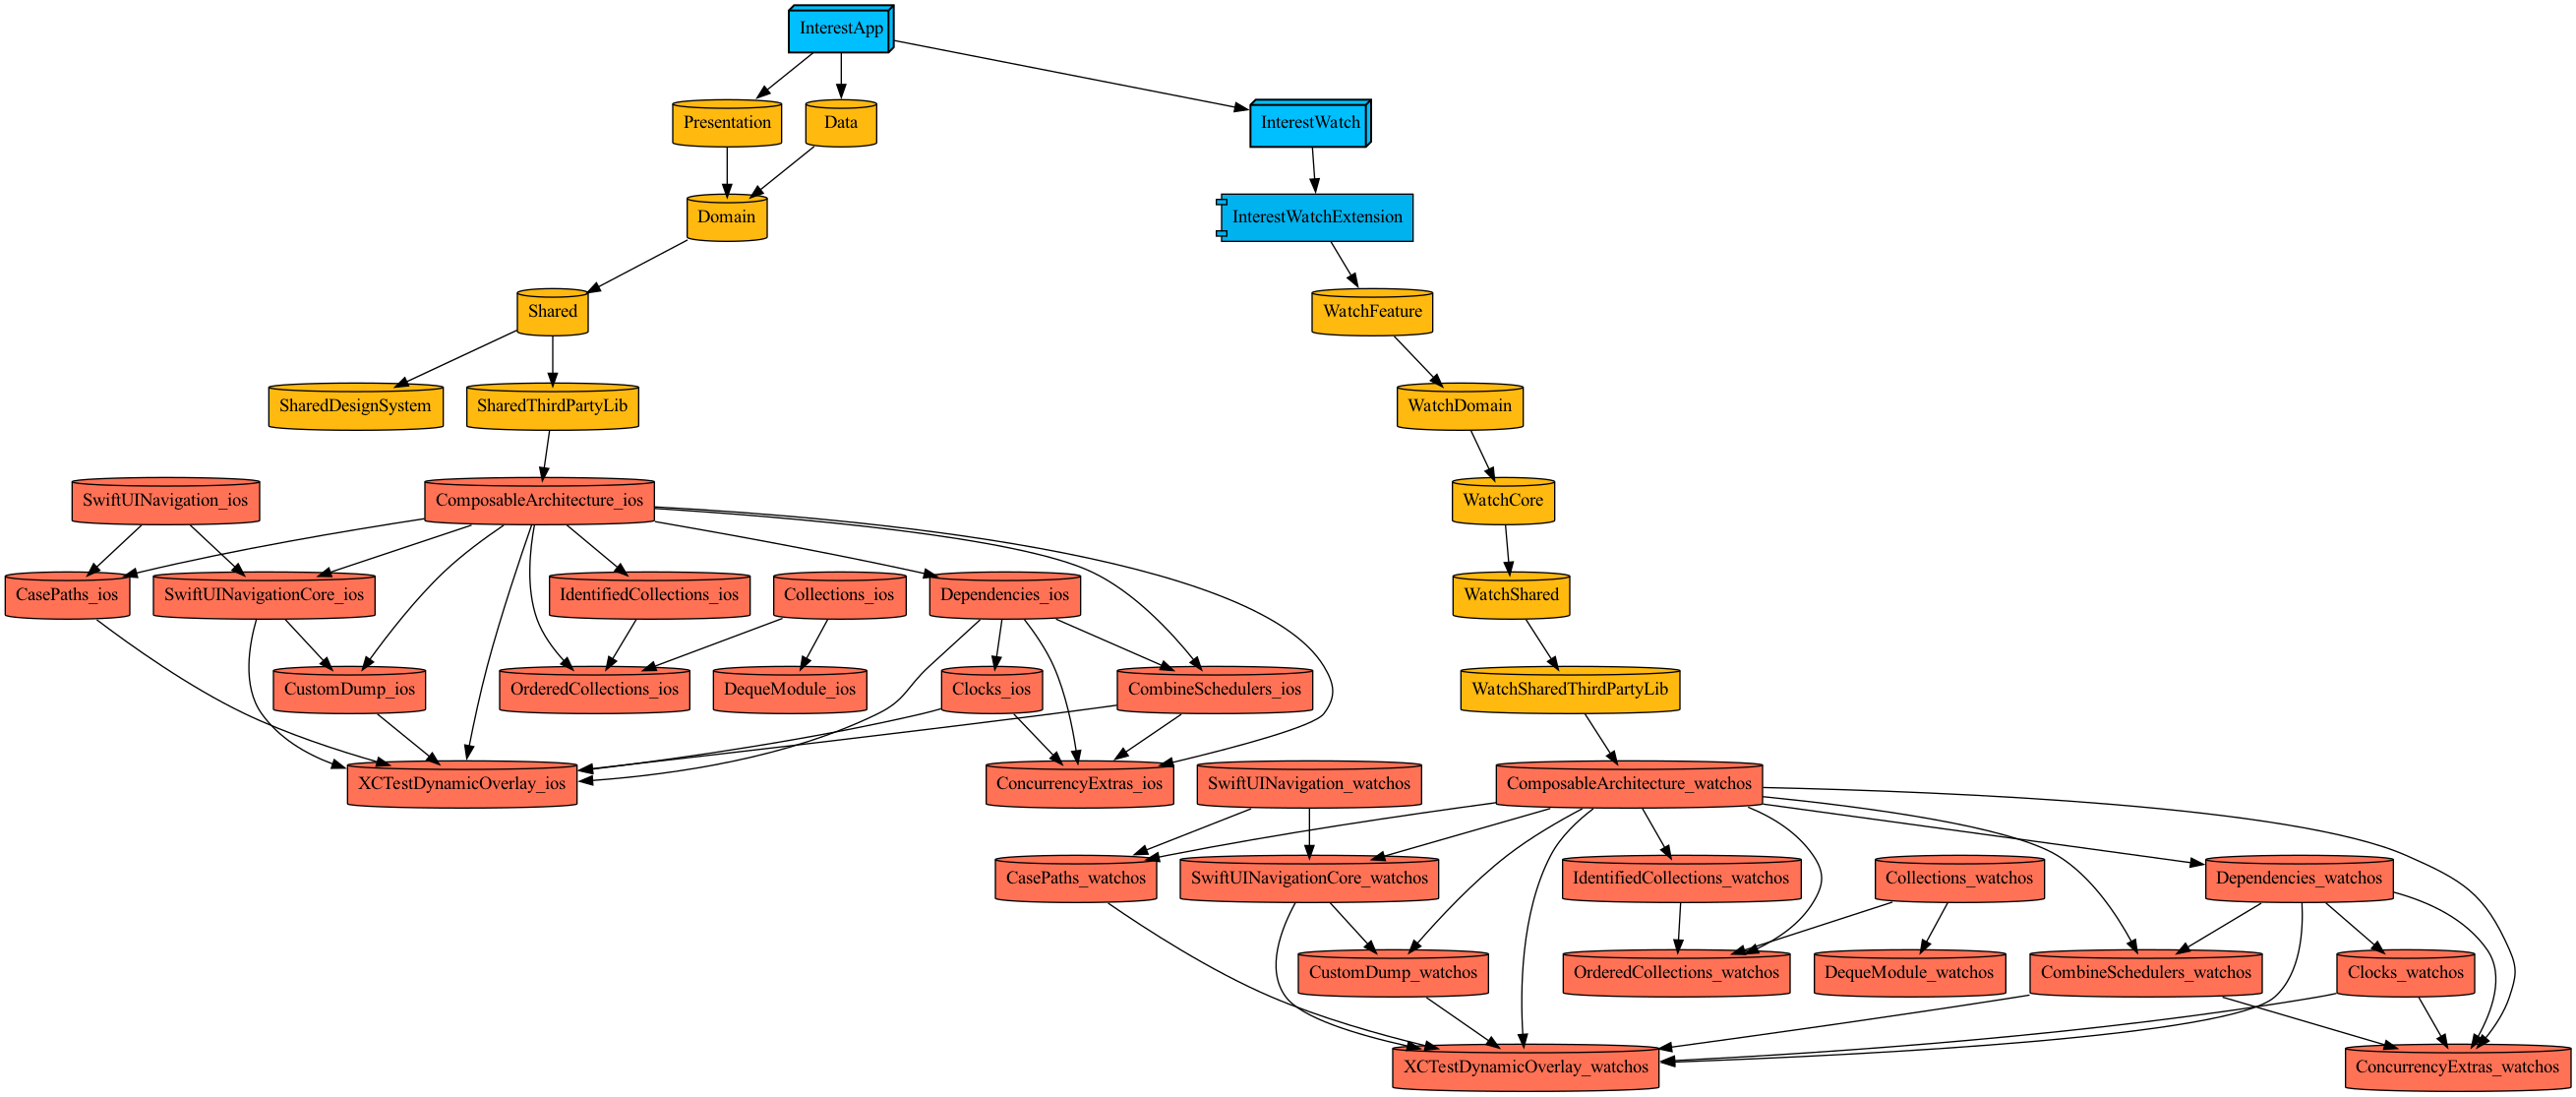 InterestApp
Presentation
Data
InterestWatch
Domain
InterestWatchExtension
Shared
WatchFeature
SharedDesignSystem
SharedThirdPartyLib
WatchDomain
SwiftUINavigation_ios
ComposableArchitecture_ios
WatchCore
CasePaths_ios
SwiftUINavigationCore_ios
IdentifiedCollections_ios
Collections_ios
Dependencies_ios
WatchShared
CustomDump_ios
OrderedCollections_ios
DequeModule_ios
Clocks_ios
CombineSchedulers_ios
WatchSharedThirdPartyLib
XCTestDynamicOverlay_ios
ConcurrencyExtras_ios
SwiftUINavigation_watchos
ComposableArchitecture_watchos
CasePaths_watchos
SwiftUINavigationCore_watchos
IdentifiedCollections_watchos
Collections_watchos
Dependencies_watchos
CustomDump_watchos
OrderedCollections_watchos
DequeModule_watchos
CombineSchedulers_watchos
Clocks_watchos
XCTestDynamicOverlay_watchos
ConcurrencyExtras_watchos